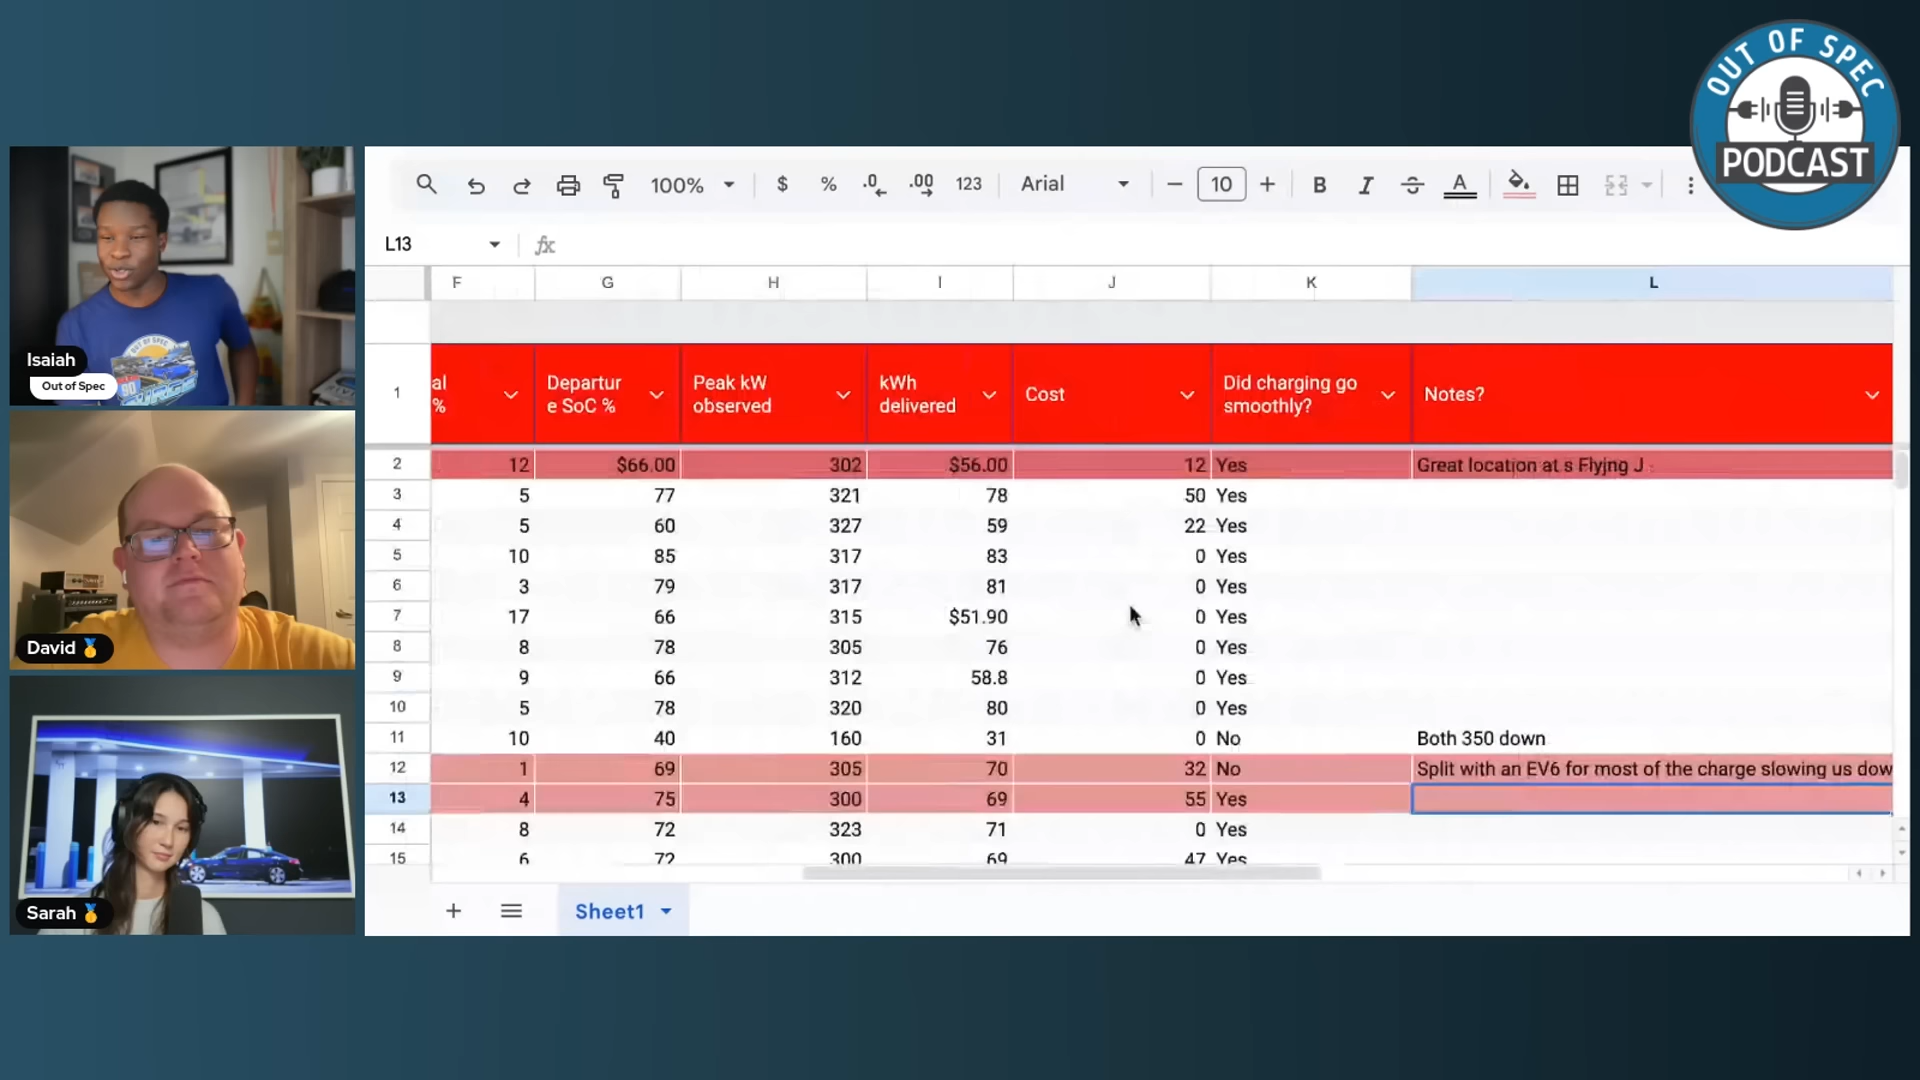 OUT OF SPEC
PODCAST
100% $ % .0 .00 123 Arial 10 B I S A
L13 fx
F G H I J K L
1 al % Departur e SoC % Peak kW observed kWh delivered Cost Did charging go smoothly? Notes?
2 12 $66.00 302 $56.00 12 Yes Great location at s Flyjng J
3 5 77 321 78 50 Yes
4 5 60 327 59 22 Yes
5 10 85 317 83 0 Yes
6 3 79 317 81 0 Yes
7 17 66 315 $51.90 0 Yes
8 8 78 305 76 0 Yes
9 9 66 312 58.8 0 Yes
10 5 78 320 80 0 Yes
11 10 40 160 31 0 No Both 350 down
12 1 69 305 70 32 No Split with an EV6 for most of the charge slowing us dow
13 4 75 300 69 55 Yes
14 8 72 323 71 0 Yes
15 6 72 300 69 47 Yes
+ Sheet1
Isaiah
Out of Spec
David
Sarah